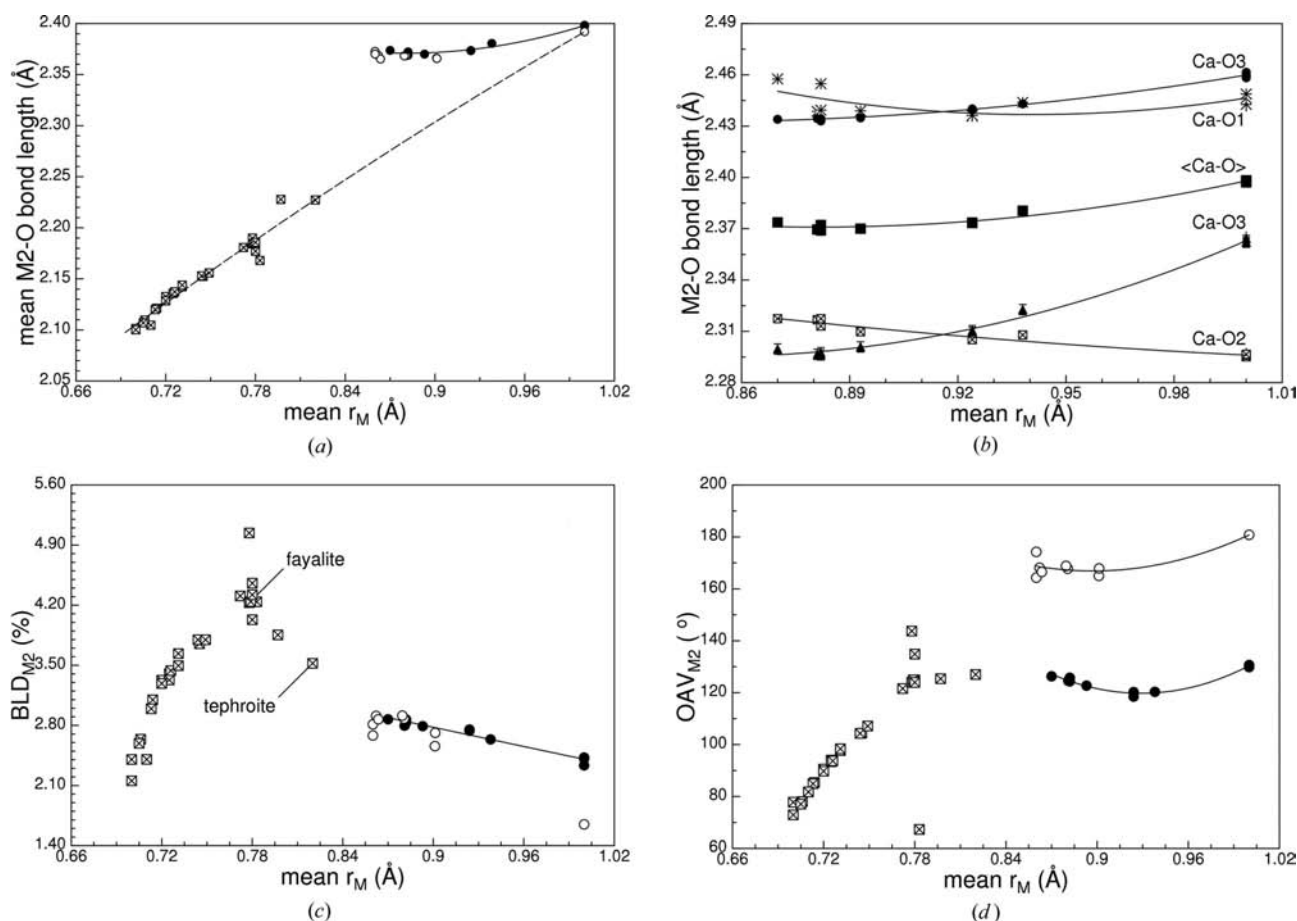 2.40
2.35
2.30
2.25
2.20
2.15
2.10
2.05
mean M2-O bond length (Å)
0.66 0.72 0.78 0.84 0.90 0.96 1.02
mean r_M (Å)
(a)
2.49
2.46
2.43
2.40
2.37
2.34
2.31
2.28
M2-O bond length (Å)
Ca-O3
Ca-O1
<Ca-O>
Ca-O3
Ca-O2
0.86 0.89 0.92 0.95 0.98 1.01
mean r_M (Å)
(b)
5.60
4.90
4.20
3.50
2.80
2.10
1.40
BLD_M2 (%)
fayalite
tephroite
0.66 0.72 0.78 0.84 0.9 0.96 1.02
mean r_M (Å)
(c)
200
180
160
140
120
100
80
60
OAV_M2 (°)
0.66 0.72 0.78 0.84 0.9 0.96 1.02
mean r_M (Å)
(d)